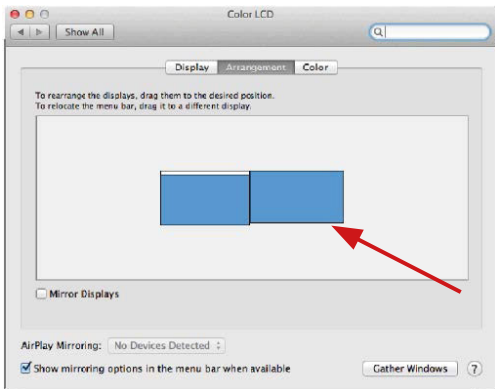 Color LCD
Show All
Display Arrangement Color
To rearrange the displays, drag them to the desired position.
To relocate the menu bar, drag it to a different display.
Mirror Displays
AirPlay Mirroring: No Devices Detected
Show mirroring options in the menu bar when available
Gather Windows ?